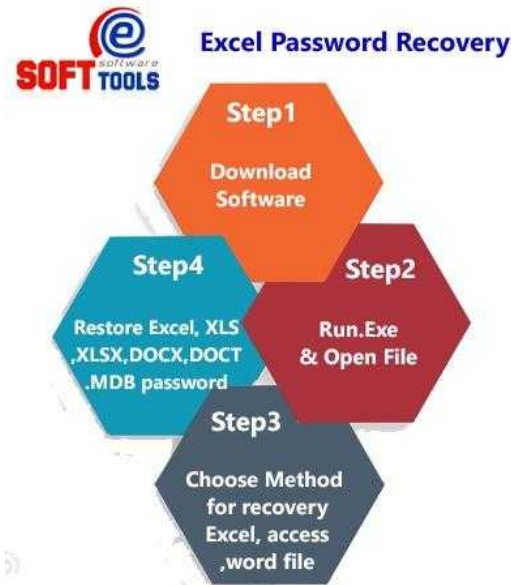 e
software
SOFT TOOLS
Excel Password Recovery
Step1
Download
Software
Step2
Run.Exe
& Open File
Step3
Choose Method
for recovery
Excel, access
,word file
Step4
Restore Excel, XLS
,XLSX,DOCX,DOCT
.MDB password